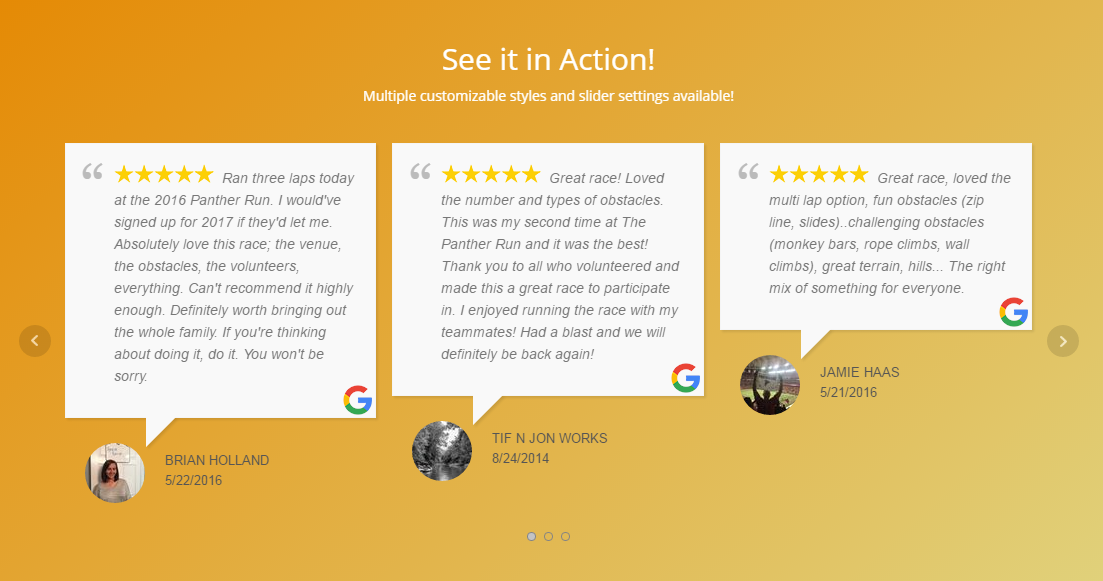 See it in Action!
Multiple customizable styles and slider settings available!
“ ★★★★★ Ran three laps today
at the 2016 Panther Run. I would've
signed up for 2017 if they'd let me.
Absolutely love this race; the venue,
the obstacles, the volunteers,
everything. Can't recommend it highly
enough. Definitely worth bringing out
the whole family. If you're thinking
about doing it, do it. You won't be
sorry.
G
BRIAN HOLLAND
5/22/2016
“ ★★★★★ Great race! Loved
the number and types of obstacles.
This was my second time at The
Panther Run and it was the best!
Thank you to all who volunteered and
made this a great race to participate
in. I enjoyed running the race with my
teammates! Had a blast and we will
definitely be back again!
G
TIF N JON WORKS
8/24/2014
“ ★★★★★ Great race, loved the
multi lap option, fun obstacles (zip
line, slides)..challenging obstacles
(monkey bars, rope climbs, wall
climbs), great terrain, hills... The right
mix of something for everyone.
G
JAMIE HAAS
5/21/2016